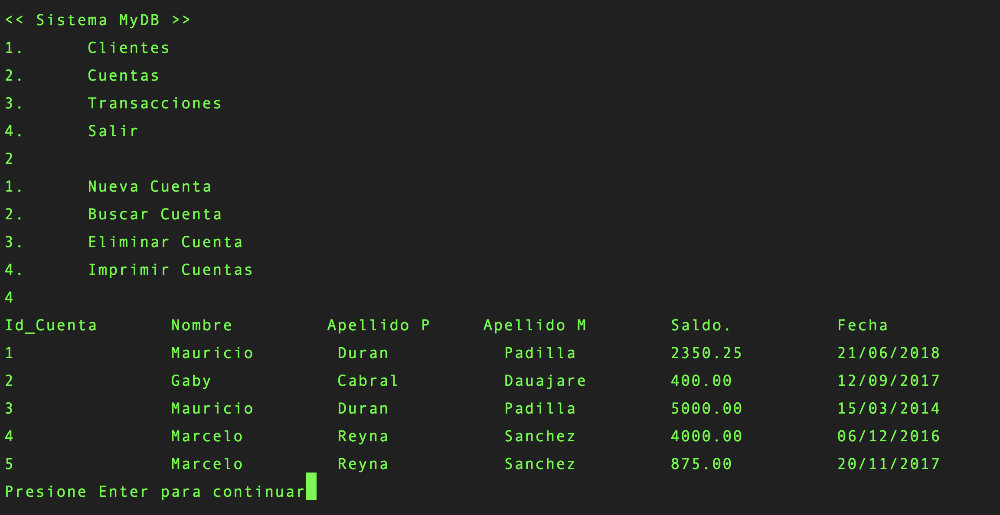 << Sistema MyDB >>
1.      Clientes
2.      Cuentas
3.      Transacciones
4.      Salir
2
1.      Nueva Cuenta
2.      Buscar Cuenta
3.      Eliminar Cuenta
4.      Imprimir Cuentas
4
Id_Cuenta       Nombre         Apellido P     Apellido M        Saldo.          Fecha
1               Mauricio        Duran           Padilla         2350.25         21/06/2018
2               Gaby            Cabral          Dauajare        400.00          12/09/2017
3               Mauricio        Duran           Padilla         5000.00         15/03/2014
4               Marcelo         Reyna           Sanchez         4000.00         06/12/2016
5               Marcelo         Reyna           Sanchez         875.00          20/11/2017
Presione Enter para continuar